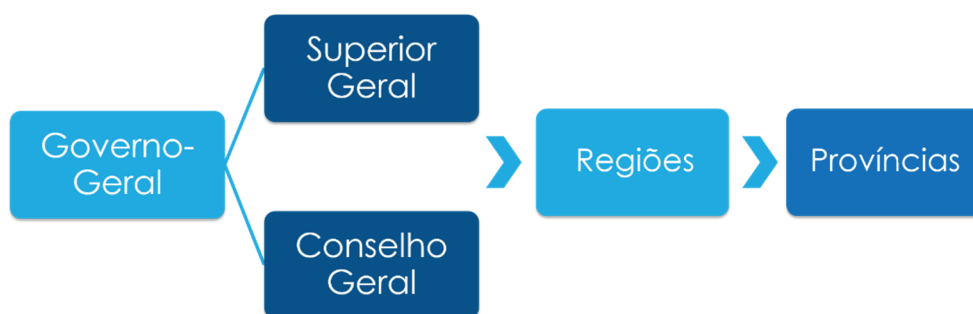 Governo-
Geral
Superior
Geral
Conselho
Geral
Regiões
Províncias